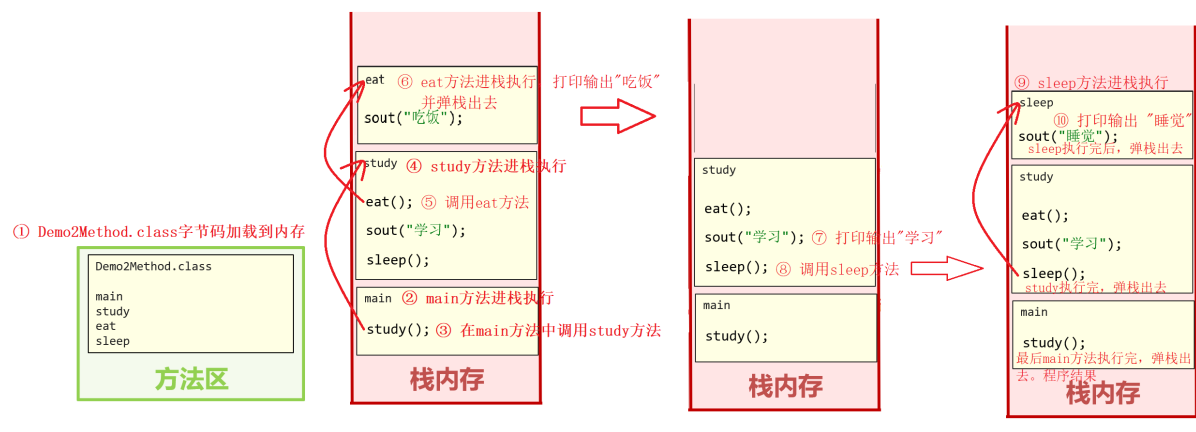 ① Demo2Method.class字节码加载到内存
Demo2Method.class
main
study
eat
sleep
方法区
eat
⑥ eat方法进栈执行, 打印输出"吃饭"
并弹栈出去
sout("吃饭");
study
④ study方法进栈执行
eat();
⑤ 调用eat方法
sout("学习");
sleep();
main
② main方法进栈执行
study();
③ 在main方法中调用study方法
栈内存
study
eat();
sout("学习");
⑦ 打印输出"学习"
sleep();
⑧ 调用sleep方法
main
study();
栈内存
⑨ sleep方法进栈执行
sleep
⑩ 打印输出 "睡觉"
sout("睡觉");
sleep执行完后，弹栈出去
study
eat();
sout("学习");
sleep();
study执行完，弹栈出去
main
study();
最后main方法执行完，弹栈出
去。程序结果
栈内存